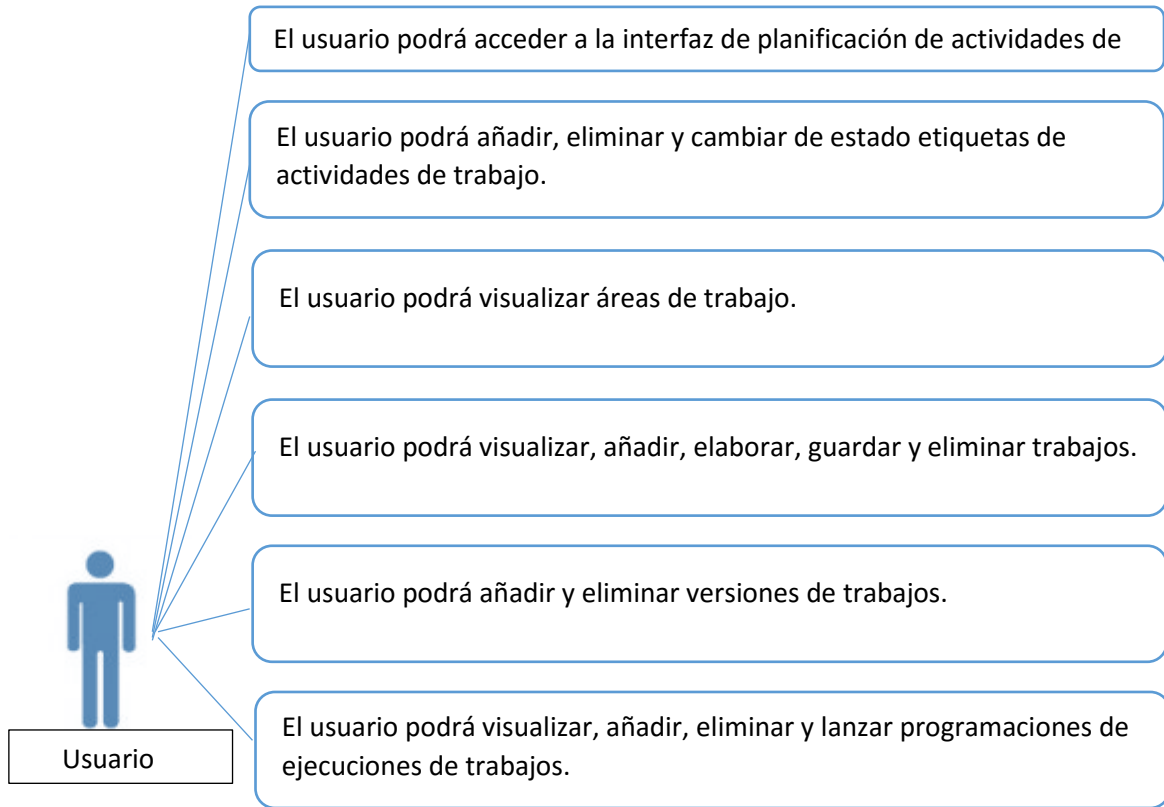 El usuario podrá acceder a la interfaz de planificación de actividades de
El usuario podrá añadir, eliminar y cambiar de estado etiquetas de
actividades de trabajo.
El usuario podrá visualizar áreas de trabajo.
El usuario podrá visualizar, añadir, elaborar, guardar y eliminar trabajos.
El usuario podrá añadir y eliminar versiones de trabajos.
El usuario podrá visualizar, añadir, eliminar y lanzar programaciones de
ejecuciones de trabajos.
Usuario